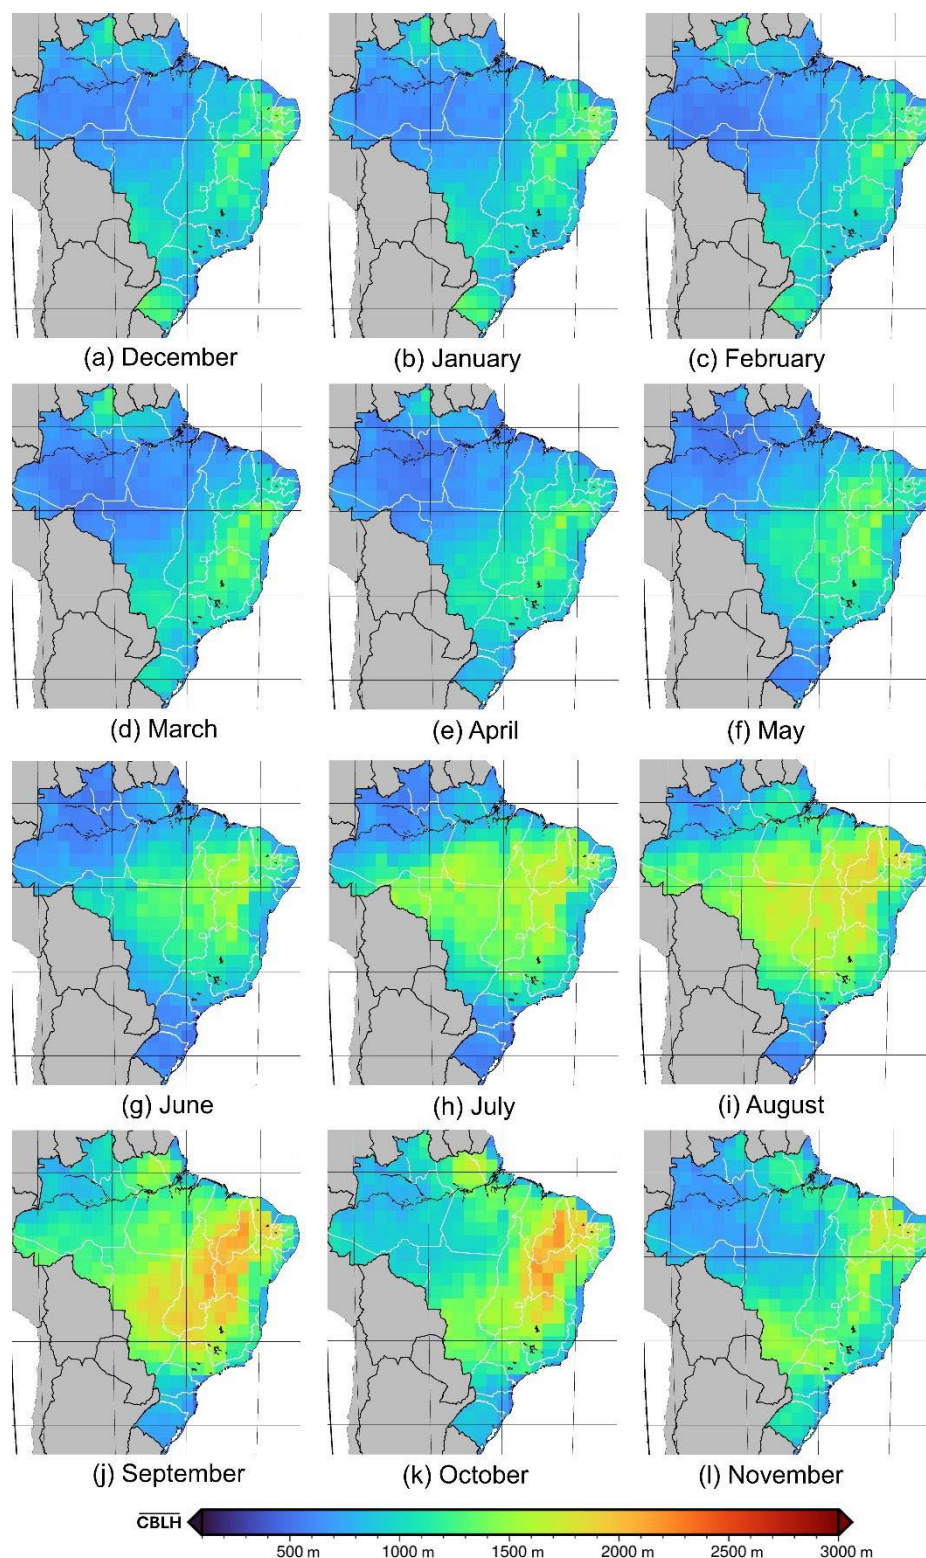 (a) December
(b) January
(c) February
(d) March
(e) April
(f) May
(g) June
(h) July
(i) August
(j) September
(k) October
(l) November
CBLH
500 m
1000 m
1500 m
2000 m
2500 m
3000 m